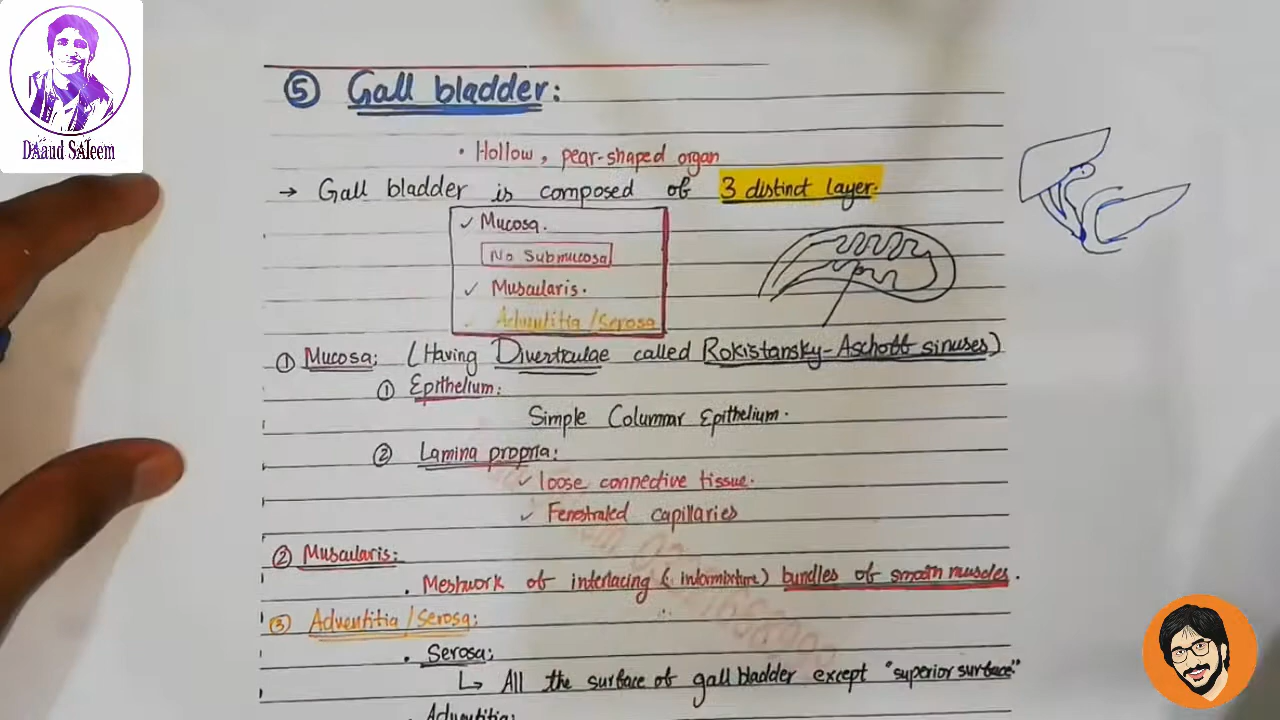 DAaud SAleem
⑤ Gall bladder:
• Hollow, pear-shaped organ
→ Gall bladder is composed of 3 distinct layer.
✓ Mucosa.
No Submucosa
✓ Muscularis.
✓ Adventitia/Serosa
① Mucosa: (Having Diverticulae called Rokistansky-Aschoff sinuses)
① Epithelium:
Simple Columnar Epithelium.
② Lamina propria:
✓ loose connective tissue.
✓ Fenestrated capillaries
② Muscularis:
• Meshwork of interlacing (intermixture) bundles of smooth muscles.
③ Adventitia/Serosa:
• Serosa:
↳ All the surface of gall bladder except "superior surface"
Adventitia: